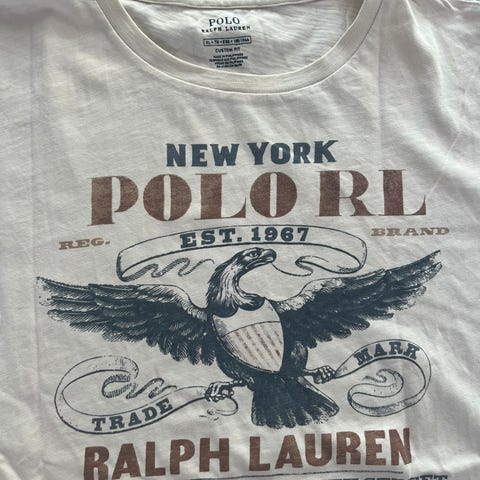 POLO
RALPH LAUREN
CUSTOM FIT
NEW YORK
POLO RL
REG. BRAND
EST. 1967
MARK
TRADE
RALPH LAUREN